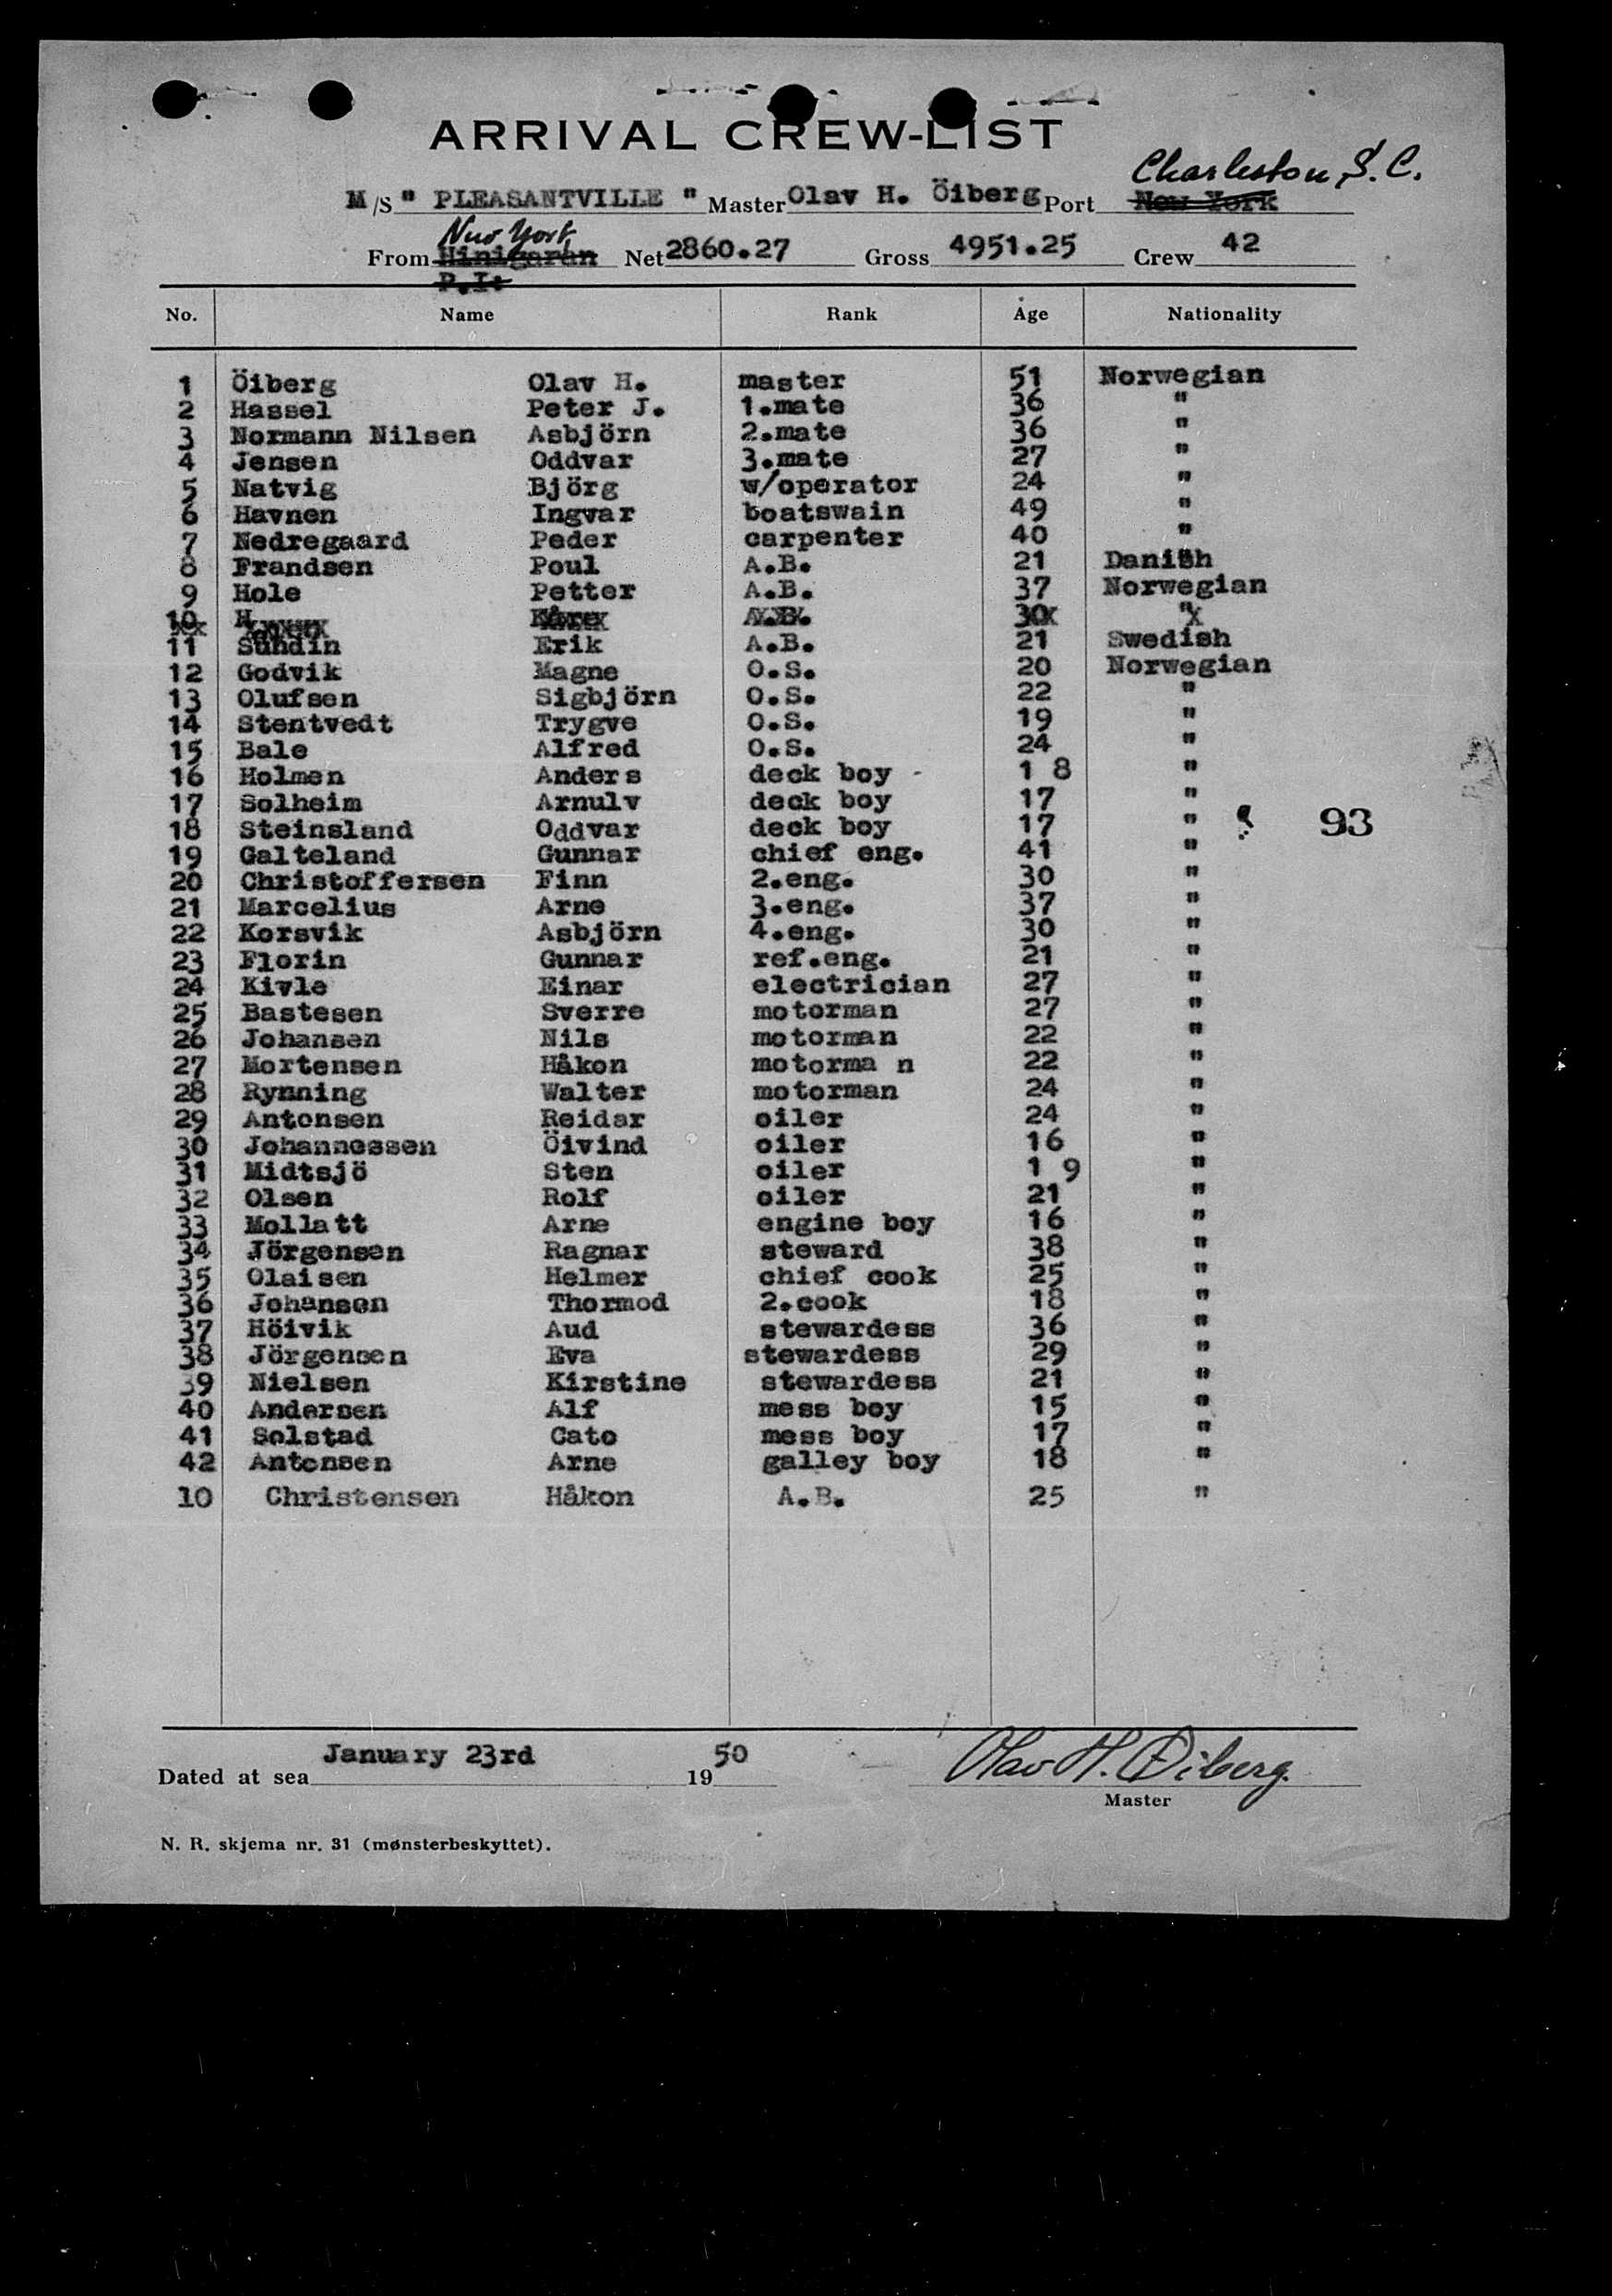 ARRIVAL CREW-LIST
Charleston, S. C.
M/S " PLEASANTVILLE " Master Olav H. Öiberg Port New York
New York
From Hinigaran Net 2860.27 Gross 4951.25 Crew 42
P.I.
No. Name Rank Age Nationality
1 Öiberg Olav H. master 51 Norwegian
2 Hassel Peter J. 1.mate 36 "
3 Normann Nilsen Asbjörn 2.mate 36 "
4 Jensen Oddvar 3.mate 27 "
5 Natvig Björg w/operator 24 "
6 Havnen Ingvar boatswain 49 "
7 Nedregaard Peder carpenter 40 "
8 Frandsen Poul A.B. 21 Danish
9 Hole Petter A.B. 37 Norwegian
10 Kåre A.B. 30 "
11 Sundin Erik A.B. 21 Swedish
12 Godvik Magne O.S. 20 Norwegian
13 Olufsen Sigbjörn O.S. 22 "
14 Stentvedt Trygve O.S. 19 "
15 Bale Alfred O.S. 24 "
16 Holmen Anders deck boy - 1 8 "
17 Solheim Arnulv deck boy 17 "
18 Steinsland Oddvar deck boy 17 " 93
19 Galteland Gunnar chief eng. 41 "
20 Christoffersen Finn 2.eng. 30 "
21 Marcelius Arne 3.eng. 37 "
22 Korsvik Asbjörn 4.eng. 30 "
23 Florin Gunnar ref.eng. 21 "
24 Kivle Einar electrician 27 "
25 Bastesen Sverre motorman 27 "
26 Johansen Nils motorman 22 "
27 Mortensen Håkon motorma n 22 "
28 Rynning Walter motorman 24 "
29 Antonsen Reidar oiler 24 "
30 Johannessen Öivind oiler 16 "
31 Midtsjö Sten oiler 1 9 "
32 Olsen Rolf oiler 21 "
33 Mollatt Arne engine boy 16 "
34 Jörgensen Ragnar steward 38 "
35 Olaisen Helmer chief cook 25 "
36 Johansen Thormod 2.cook 18 "
37 Höivik Aud stewardess 36 "
38 Jörgensen Eva stewardess 29 "
39 Nielsen Kirstine stewardess 21 "
40 Andersen Alf mess boy 15 "
41 Solstad Cato mess boy 17 "
42 Antonsen Arne galley boy 18 "
10 Christensen Håkon A.B. 25 "
Dated at sea January 23rd 1950 Olav H. Öiberg.
Master
N. R. skjema nr. 31 (mønsterbeskyttet).